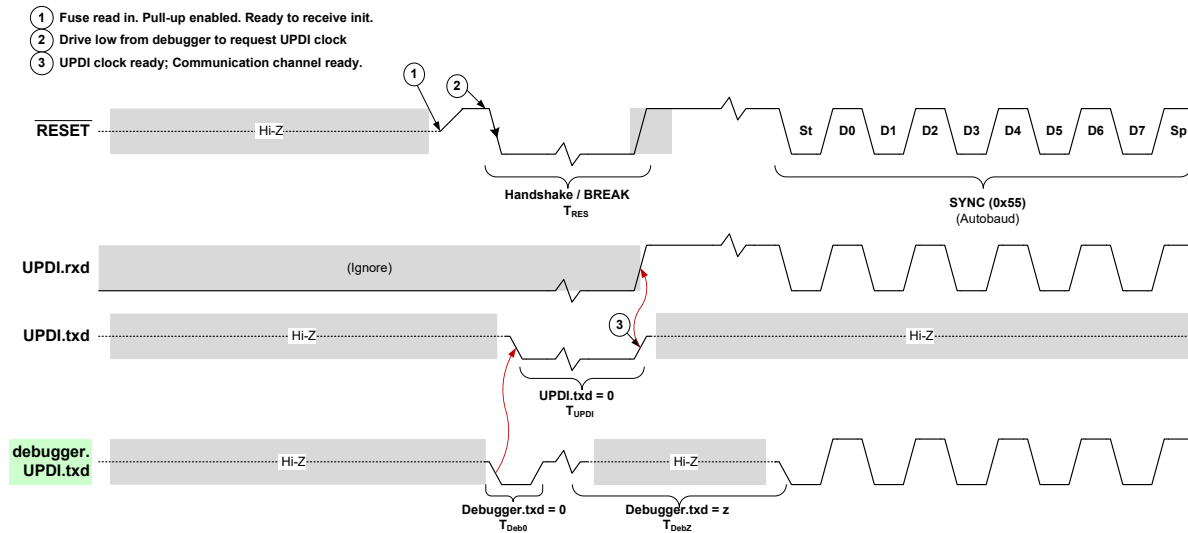 1 Fuse read in. Pull-up enabled. Ready to receive init.
2 Drive low from debugger to request UPDI clock
3 UPDI clock ready; Communication channel ready.
1
2
RESET
Hi-Z
St D0 D1 D2 D3 D4 D5 D6 D7 Sp
Handshake / BREAK
TRES
SYNC (0x55)
(Autobaud)
UPDI.rxd
(Ignore)
UPDI.txd
Hi-Z
3
Hi-Z
UPDI.txd = 0
TUPDI
debugger.
UPDI.txd
Hi-Z
Hi-Z
Debugger.txd = 0
TDeb0
Debugger.txd = z
TDebZ